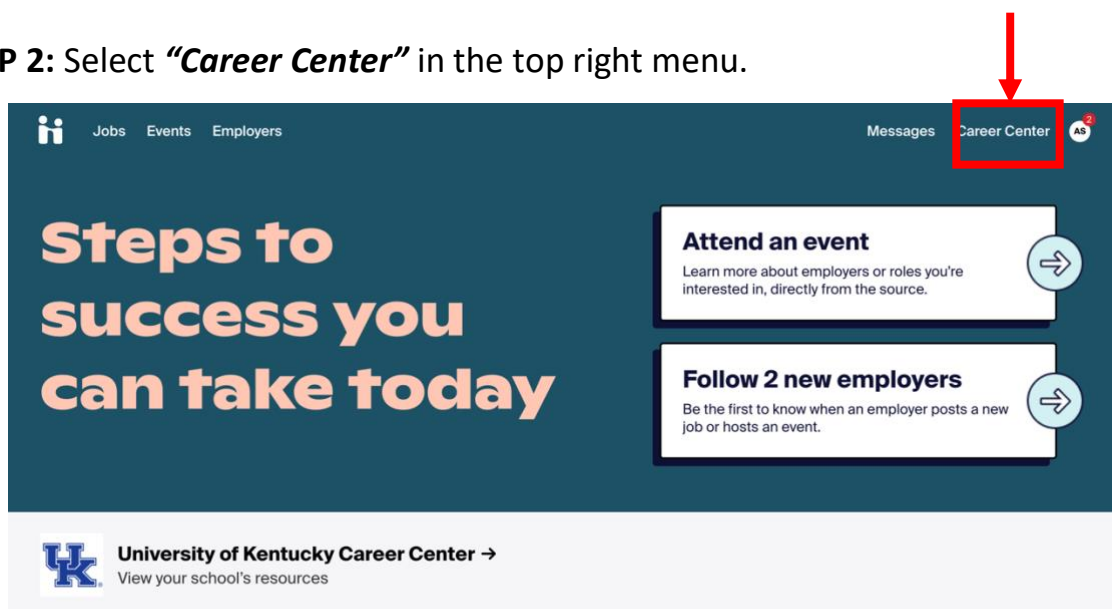 P 2: Select “Career Center” in the top right menu.
Jobs Events Employers Messages Career Center AS 2
Steps to
success you
can take today
Attend an event
Learn more about employers or roles you're
interested in, directly from the source.
Follow 2 new employers
Be the first to know when an employer posts a new
job or hosts an event.
UK
University of Kentucky Career Center →
View your school's resources